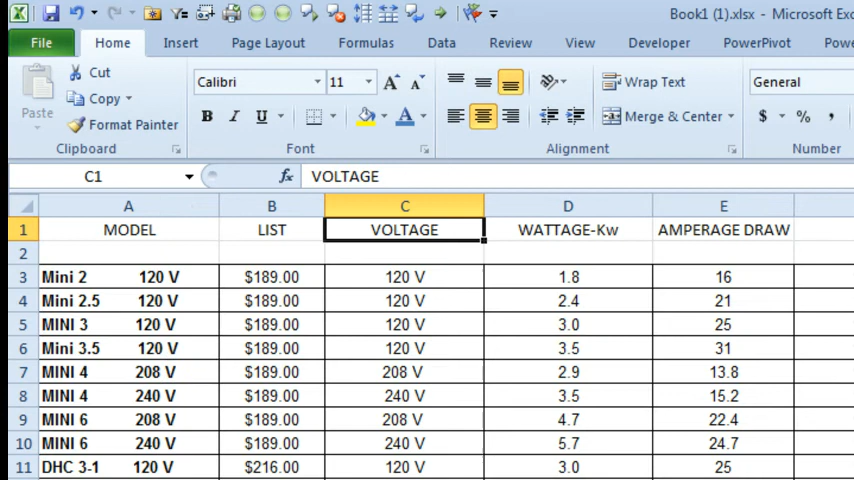 Book1 (1).xlsx - Microsoft Exc
File Home Insert Page Layout Formulas Data Review View Developer PowerPivot Powe
Paste
Cut
Copy
Format Painter
Clipboard
Calibri 11
B I U A
Font
Wrap Text
Merge & Center
Alignment
General
$ % ,
Number
C1 fx VOLTAGE
A B C D E
1 MODEL LIST VOLTAGE WATTAGE-Kw AMPERAGE DRAW
2
3 Mini 2 120 V $189.00 120 V 1.8 16
4 Mini 2.5 120 V $189.00 120 V 2.4 21
5 MINI 3 120 V $189.00 120 V 3.0 25
6 Mini 3.5 120 V $189.00 120 V 3.5 31
7 MINI 4 208 V $189.00 208 V 2.9 13.8
8 MINI 4 240 V $189.00 240 V 3.5 15.2
9 MINI 6 208 V $189.00 208 V 4.7 22.4
10 MINI 6 240 V $189.00 240 V 5.7 24.7
11 DHC 3-1 120 V $216.00 120 V 3.0 25